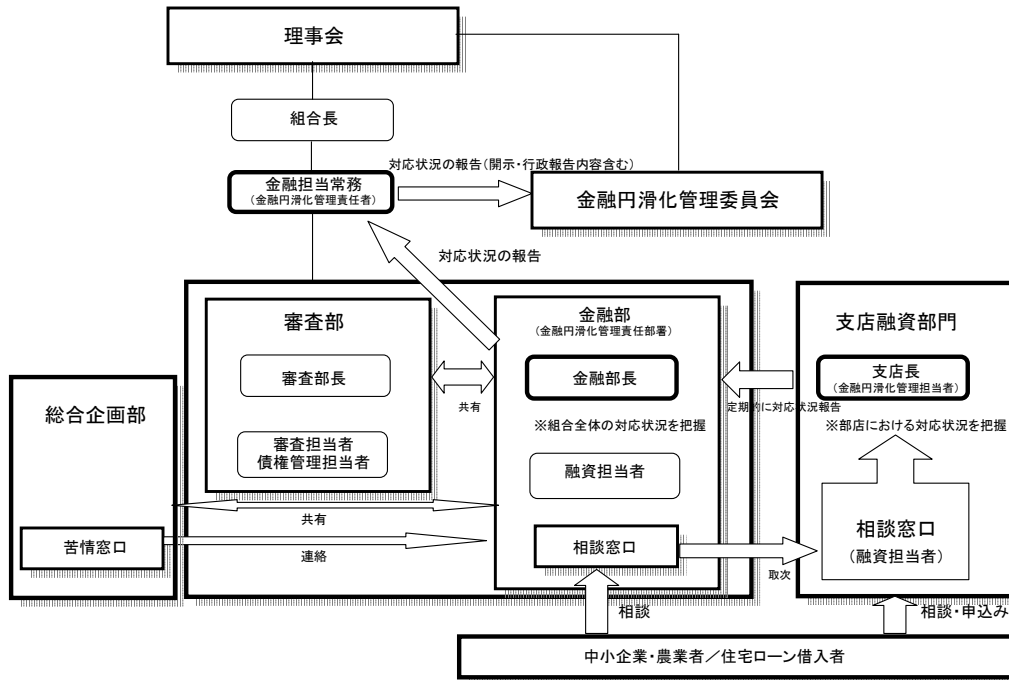 理事会
組合長
対応状況の報告(開示・行政報告内容含む)
金融担当常務
(金融円滑化管理責任者)
金融円滑化管理委員会
対応状況の報告
審査部
金融部
(金融円滑化管理責任部署)
支店融資部門
審査部長
金融部長
支店長
(金融円滑化管理担当者)
共有
定期的に対応状況報告
総合企画部
※組合全体の対応状況を把握
※部店における対応状況を把握
審査担当者
債権管理担当者
融資担当者
共有
苦情窓口
連絡
相談窓口
取次
相談窓口
(融資担当者)
相談
相談・申込み
中小企業・農業者/住宅ローン借入者